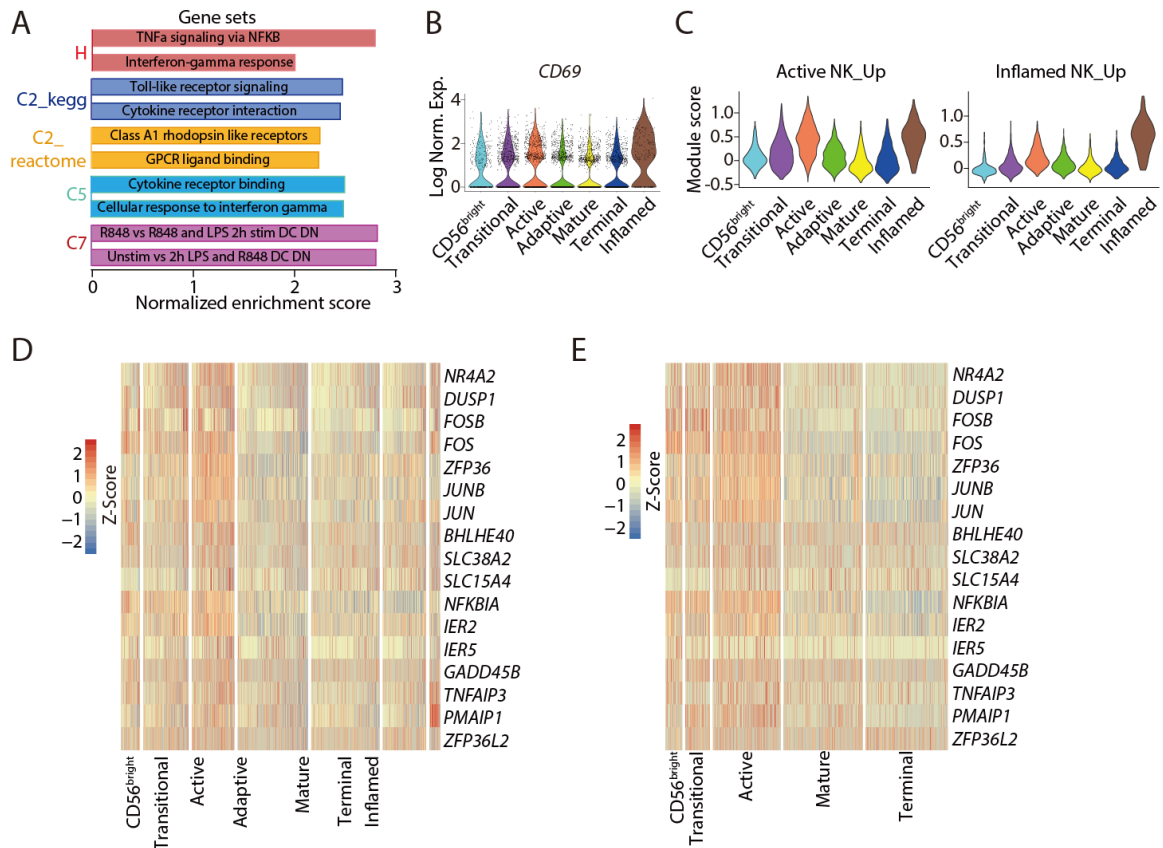 A
Gene sets
H
TNFa signaling via NFKB
Interferon-gamma response
C2_kegg
Toll-like receptor signaling
Cytokine receptor interaction
C2_
reactome
Class A1 rhodopsin like receptors
GPCR ligand binding
C5
Cytokine receptor binding
Cellular response to interferon gamma
C7
R848 vs R848 and LPS 2h stim DC DN
Unstim vs 2h LPS and R848 DC DN
0 1 2 3
Normalized enrichment score
B
CD69
Log Norm. Exp.
4
2
0
CD56bright
Transitional
Active
Adaptive
Mature
Terminal
Inflamed
C
Active NK_Up
Module score
1.0
0.5
0
−0.5
CD56bright
Transitional
Active
Adaptive
Mature
Terminal
Inflamed
Inflamed NK_Up
1.0
0.5
0
CD56bright
Transitional
Active
Adaptive
Mature
Terminal
Inflamed
D
2
1
0
−1
−2
Z-Score
NR4A2
DUSP1
FOSB
FOS
ZFP36
JUNB
JUN
BHLHE40
SLC38A2
SLC15A4
NFKBIA
IER2
IER5
GADD45B
TNFAIP3
PMAIP1
ZFP36L2
CD56bright
Transitional
Active
Adaptive
Mature
Terminal
Inflamed
E
2
1
0
−1
−2
Z-Score
NR4A2
DUSP1
FOSB
FOS
ZFP36
JUNB
JUN
BHLHE40
SLC38A2
SLC15A4
NFKBIA
IER2
IER5
GADD45B
TNFAIP3
PMAIP1
ZFP36L2
CD56bright
Transitional
Active
Mature
Terminal